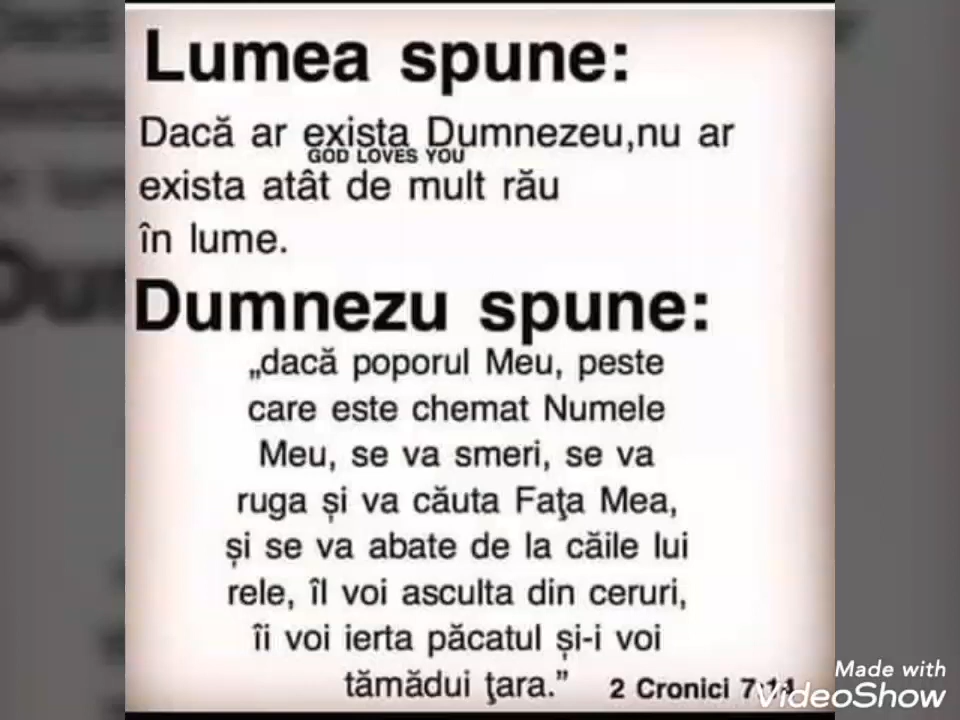 Lumea spune:
Dacă ar exista Dumnezeu,nu ar
GOD LOVES YOU
exista atât de mult rău
în lume.
Dumnezu spune:
„dacă poporul Meu, peste
care este chemat Numele
Meu, se va smeri, se va
ruga și va căuta Faţa Mea,
și se va abate de la căile lui
rele, îl voi asculta din ceruri,
îi voi ierta păcatul și-i voi
tămădui ţara.”
2 Cronici
Made with
VideoShow